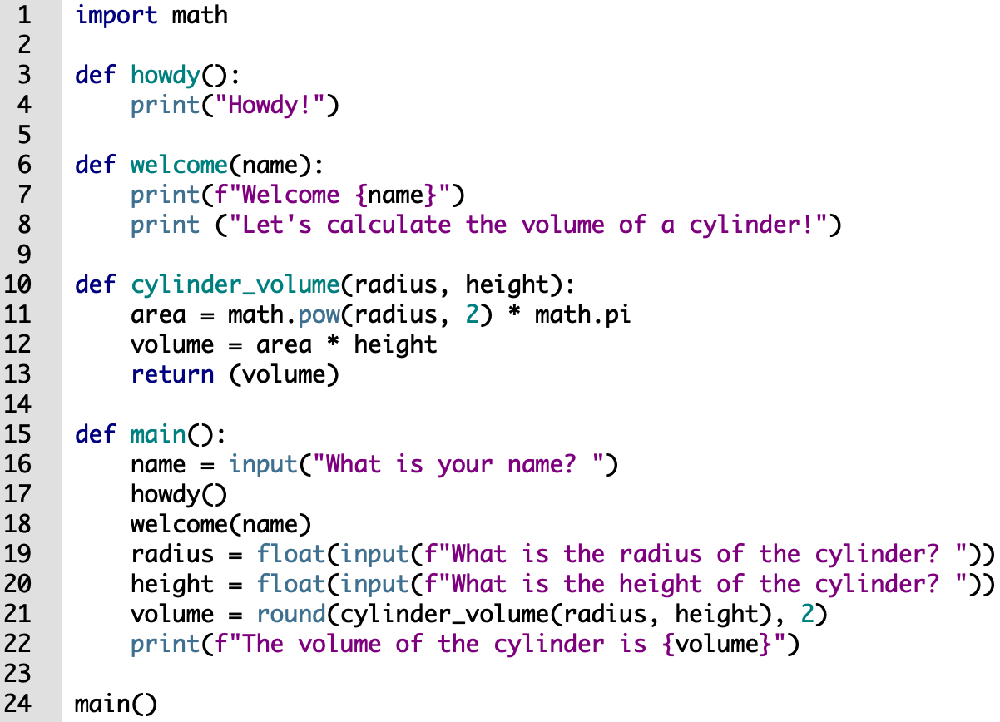 1 import math
2
3 def howdy():
4     print("Howdy!")
5
6 def welcome(name):
7     print(f"Welcome {name}")
8     print ("Let's calculate the volume of a cylinder!")
9
10 def cylinder_volume(radius, height):
11     area = math.pow(radius, 2) * math.pi
12     volume = area * height
13     return (volume)
14
15 def main():
16     name = input("What is your name? ")
17     howdy()
18     welcome(name)
19     radius = float(input(f"What is the radius of the cylinder? "))
20     height = float(input(f"What is the height of the cylinder? "))
21     volume = round(cylinder_volume(radius, height), 2)
22     print(f"The volume of the cylinder is {volume}")
23
24 main()